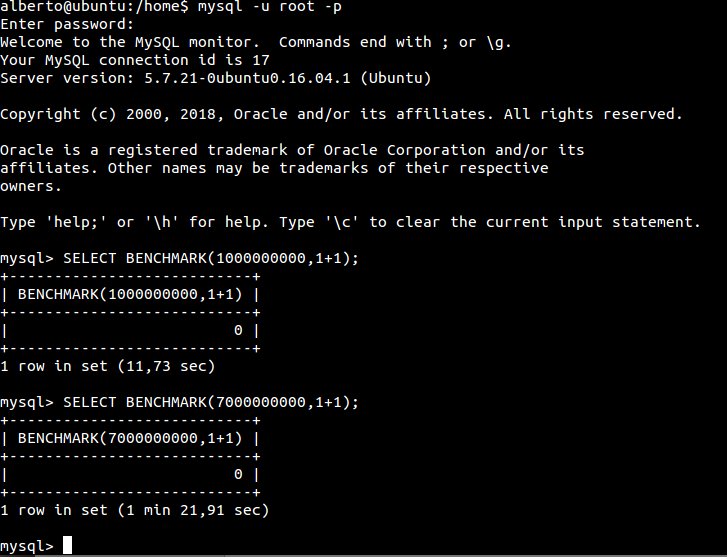 alberto@ubuntu:/home$ mysql -u root -p
Enter password:
Welcome to the MySQL monitor.  Commands end with ; or \g.
Your MySQL connection id is 17
Server version: 5.7.21-0ubuntu0.16.04.1 (Ubuntu)
Copyright (c) 2000, 2018, Oracle and/or its affiliates. All rights reserved.
Oracle is a registered trademark of Oracle Corporation and/or its
affiliates. Other names may be trademarks of their respective
owners.
Type 'help;' or '\h' for help. Type '\c' to clear the current input statement.
mysql> SELECT BENCHMARK(1000000000,1+1);
+---------------------------+
| BENCHMARK(1000000000,1+1) |
+---------------------------+
|                         0 |
+---------------------------+
1 row in set (11,73 sec)
mysql> SELECT BENCHMARK(7000000000,1+1);
+---------------------------+
| BENCHMARK(7000000000,1+1) |
+---------------------------+
|                         0 |
+---------------------------+
1 row in set (1 min 21,91 sec)
mysql>